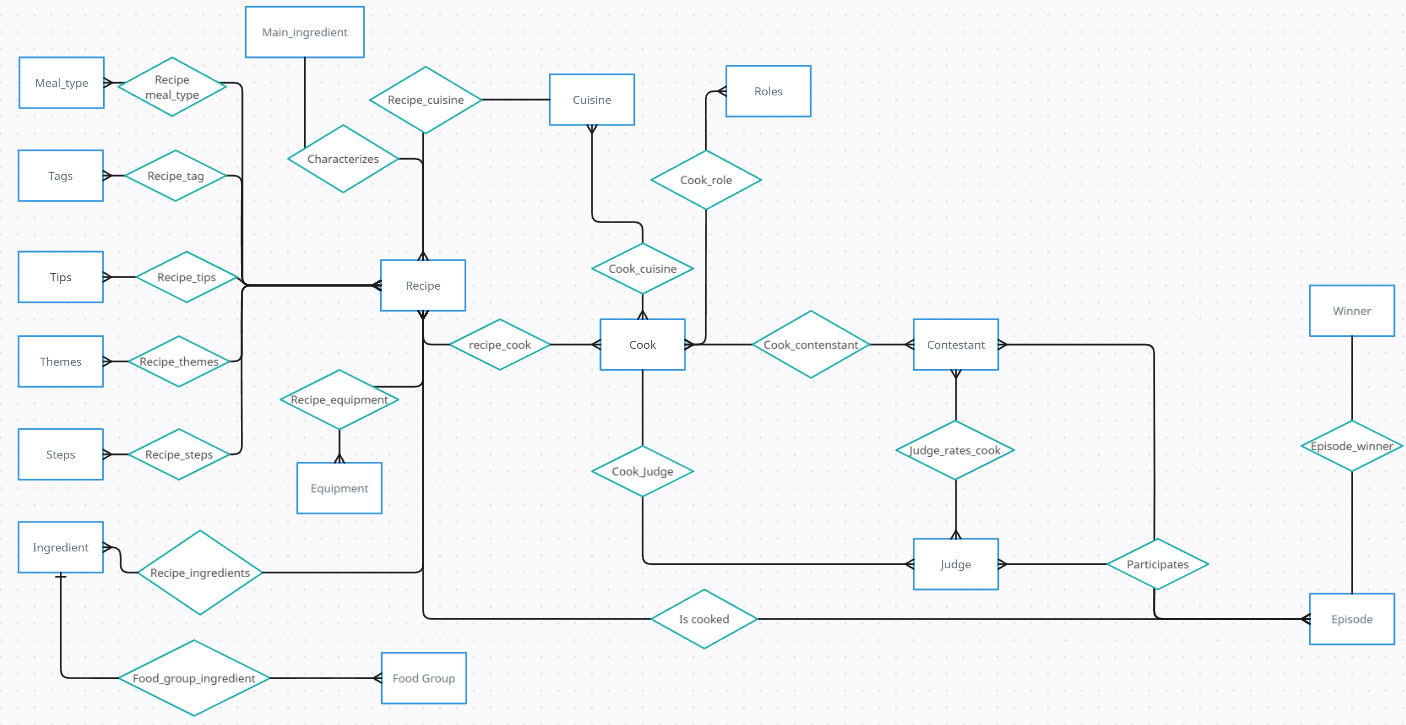 Main_ingredient
Meal_type
Recipe
meal_type
Recipe_cuisine
Cuisine
Roles
Tags
Recipe_tag
Characterizes
Cook_role
Tips
Recipe_tips
Recipe
Cook_cuisine
Winner
Themes
Recipe_themes
recipe_cook
Cook
Cook_contenstant
Contestant
Recipe_equipment
Steps
Recipe_steps
Equipment
Cook_Judge
Judge_rates_cook
Episode_winner
Ingredient
Recipe_ingredients
Judge
Participates
Is cooked
Episode
Food_group_ingredient
Food Group